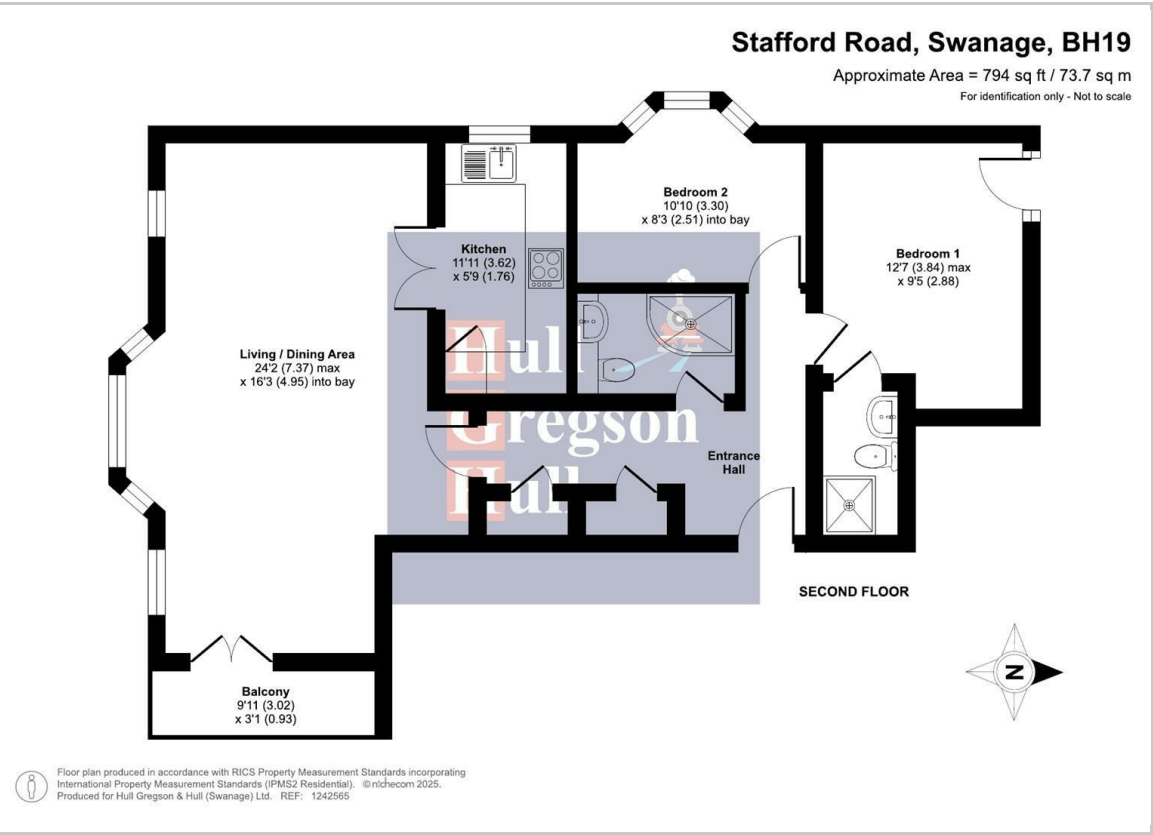 Stafford Road, Swanage, BH19
Approximate Area = 794 sq ft / 73.7 sq m
For identification only - Not to scale
Bedroom 2
10'10 (3.30)
x 8'3 (2.51) into bay
Kitchen
11'11 (3.62)
x 5'9 (1.76)
Bedroom 1
12'7 (3.84) max
x 9'5 (2.88)
Living / Dining Area
24'2 (7.37) max
x 16'3 (4.95) into bay
Hull
Gregson
Hull
Entrance
Hall
SECOND FLOOR
Balcony
9'11 (3.02)
x 3'1 (0.93)
N
Floor plan produced in accordance with RICS Property Measurement Standards incorporating
International Property Measurement Standards (IPMS2 Residential). ©nichecom 2025.
Produced for Hull Gregson & Hull (Swanage) Ltd. REF: 1242565